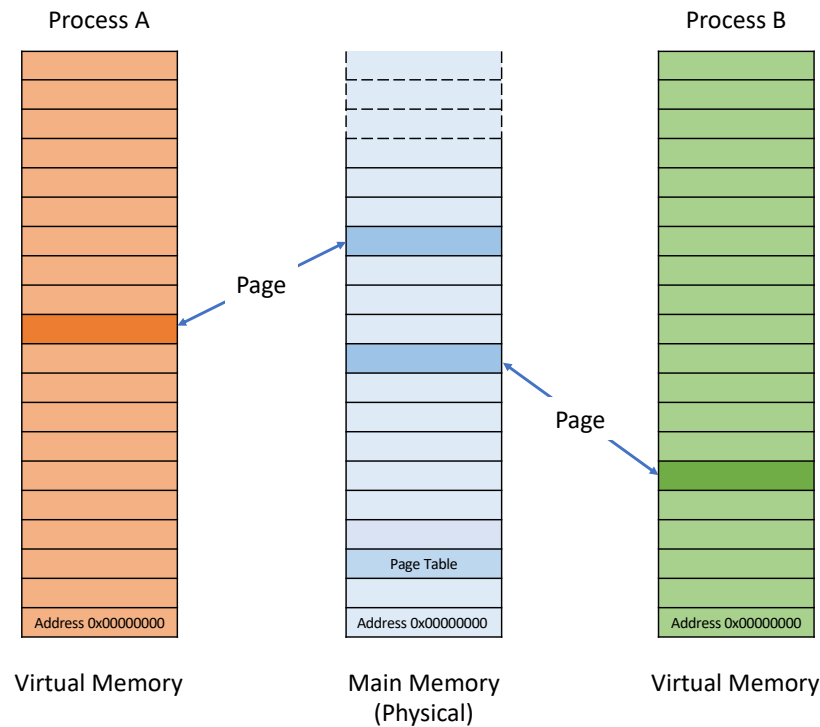 Process A
Process B
Page
Page
Page Table
Address 0x00000000
Address 0x00000000
Address 0x00000000
Virtual Memory
Main Memory
(Physical)
Virtual Memory